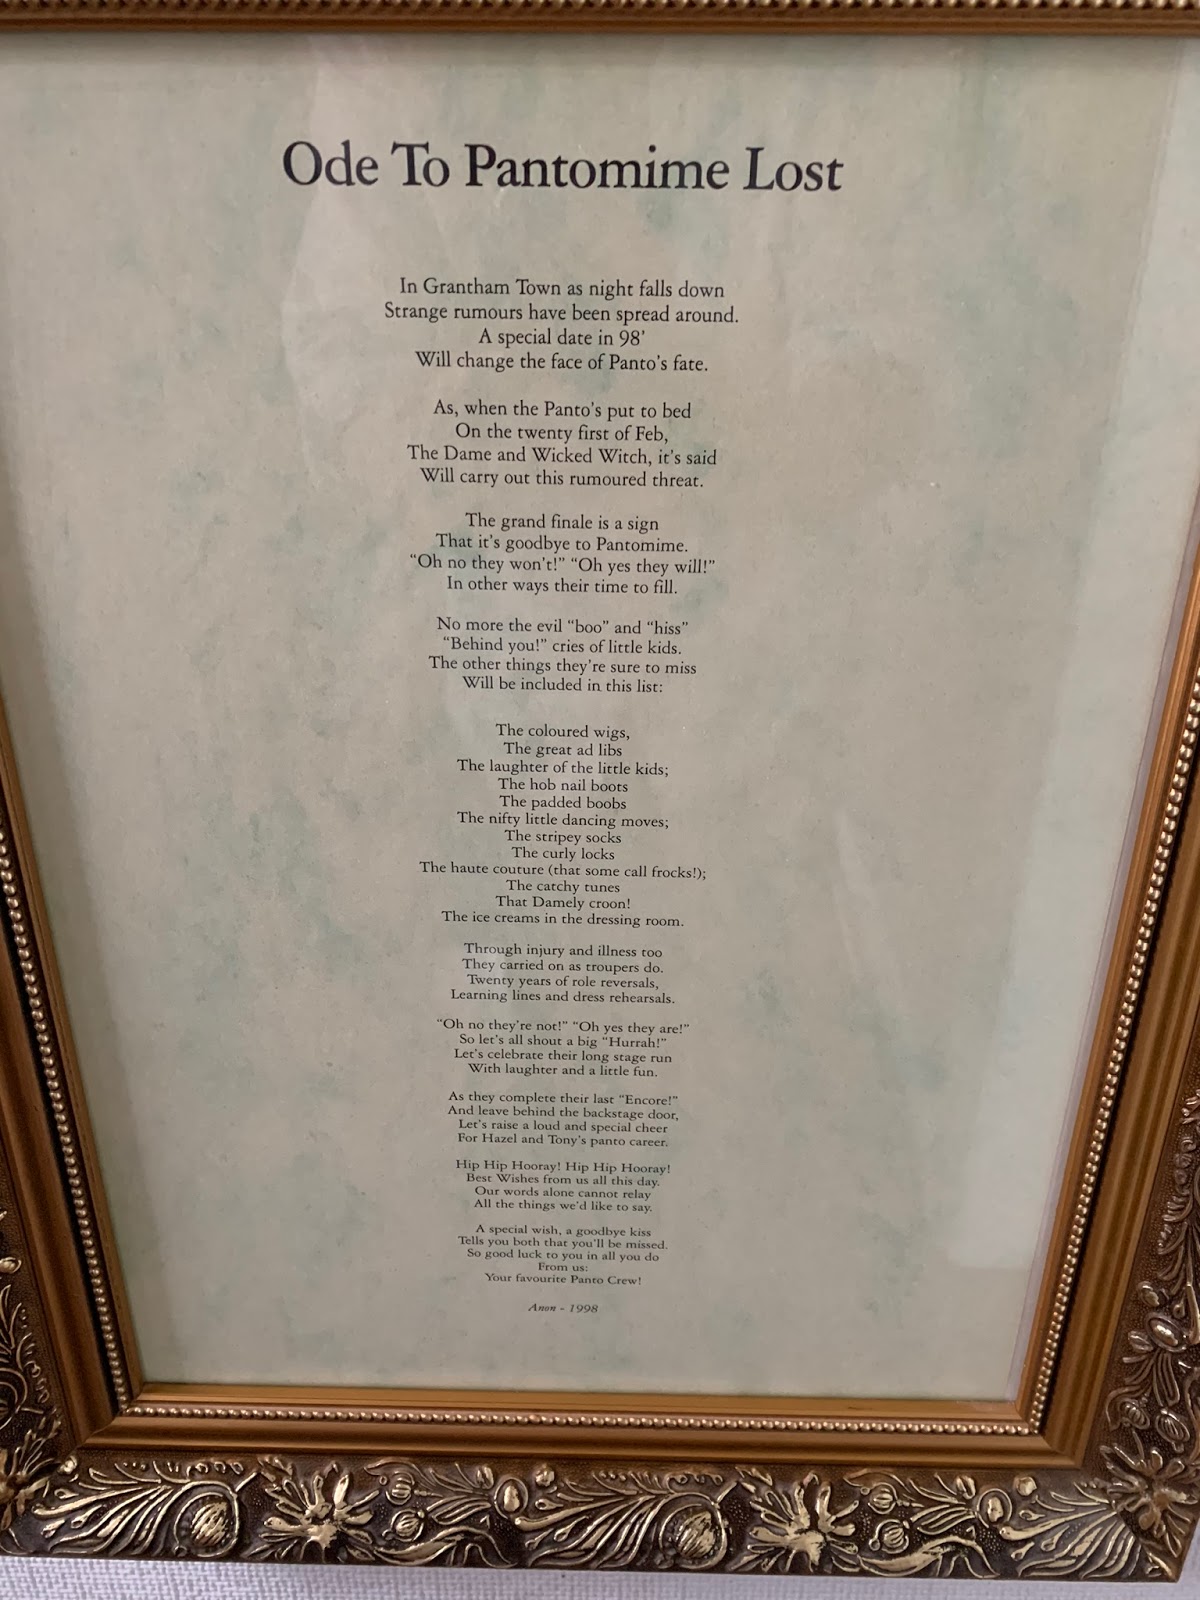 Ode To Pantomime Lost
In Grantham Town as night falls down
Strange rumours have been spread around.
A special date in 98'
Will change the face of Panto's fate.
As, when the Panto's put to bed
On the twenty first of Feb,
The Dame and Wicked Witch, it's said
Will carry out this rumoured threat.
The grand finale is a sign
That it's goodbye to Pantomime.
“Oh no they won't!” “Oh yes they will!”
In other ways their time to fill.
No more the evil “boo” and “hiss”
“Behind you!” cries of little kids.
The other things they're sure to miss
Will be included in this list:
The coloured wigs,
The great ad libs
The laughter of the little kids;
The hob nail boots
The padded boobs
The nifty little dancing moves;
The stripey socks
The curly locks
The haute couture (that some call frocks!);
The catchy tunes
That Damely croon!
The ice creams in the dressing room.
Through injury and illness too
They carried on as troupers do.
Twenty years of role reversals,
Learning lines and dress rehearsals.
“Oh no they're not!” “Oh yes they are!”
So let's all shout a big “Hurrah!”
Let's celebrate their long stage run
With laughter and a little fun.
As they complete their last “Encore!”
And leave behind the backstage door,
Let's raise a loud and special cheer
For Hazel and Tony's panto career.
Hip Hip Hooray! Hip Hip Hooray!
Best Wishes from us all this day.
Our words alone cannot relay
All the things we'd like to say.
A special wish, a goodbye kiss
Tells you both that you'll be missed.
So good luck to you in all you do
From us:
Your favourite Panto Crew!
Anon - 1998